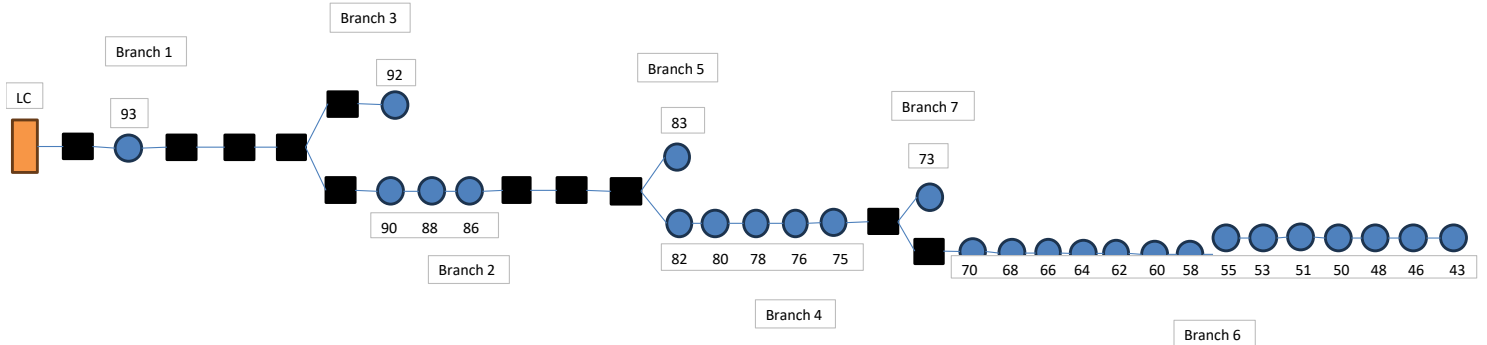 Branch 3
Branch 1
Branch 5
92
LC
Branch 7
93
83
73
90 88 86
82 80 78 76 75
70 68 66 64 62 60 58 55 53 51 50 48 46 43
Branch 2
Branch 4
Branch 6